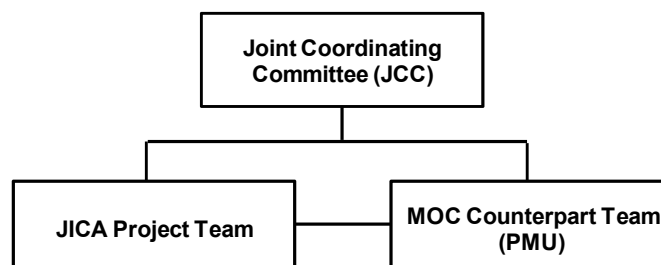 Joint Coordinating
Committee (JCC)
JICA Project Team
MOC Counterpart Team
(PMU)